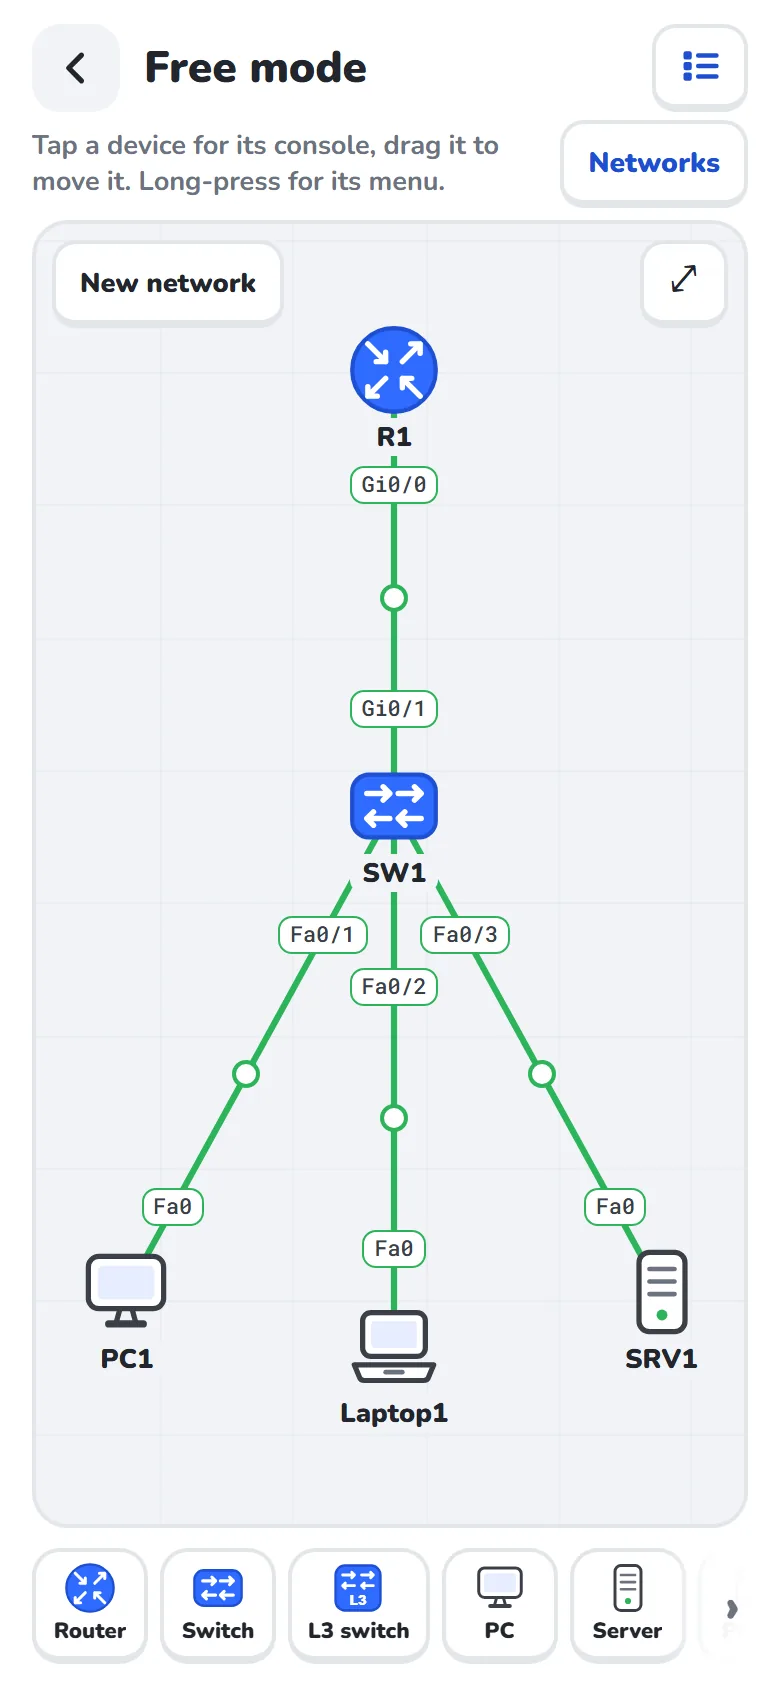 Free mode
Tap a device for its console, drag it to
move it. Long-press for its menu.
Networks
New network
R1
Gi0/0
Gi0/1
SW1
Fa0/1
Fa0/3
Fa0/2
Fa0
Fa0
Fa0
PC1
SRV1
Laptop1
L3
Router
Switch
L3 switch
PC
Server